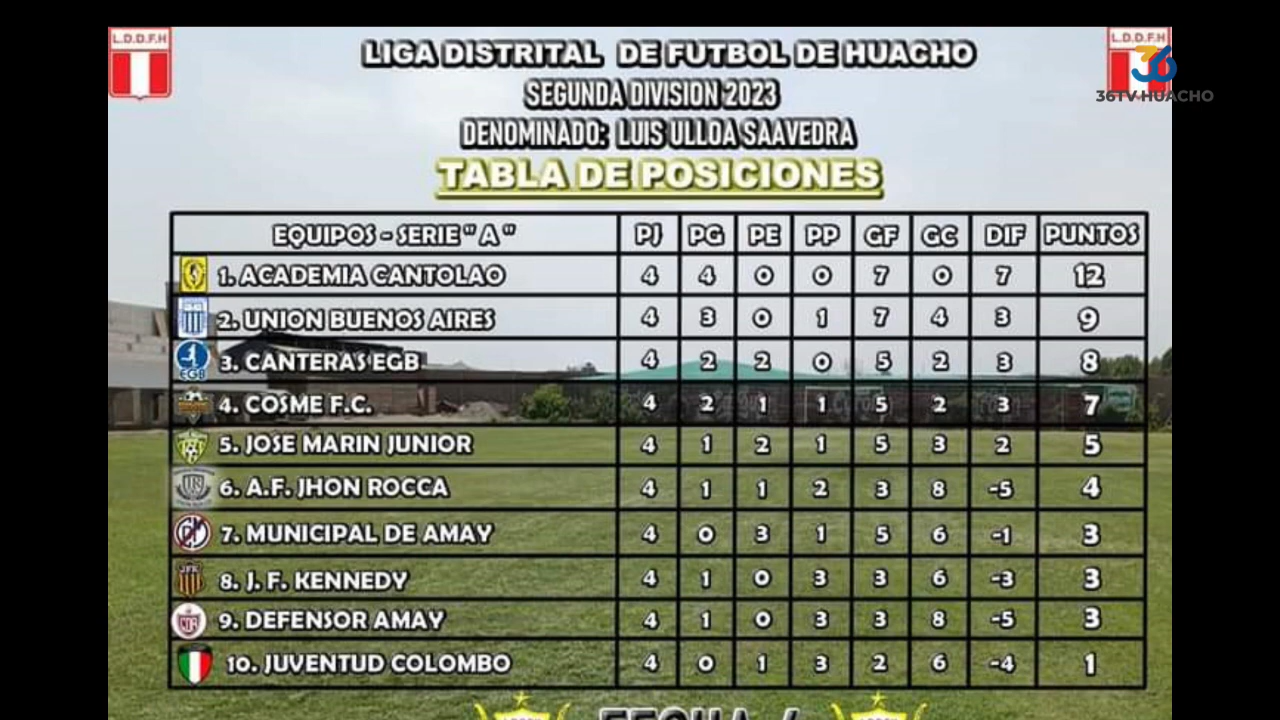 L.D.D.F.H
LIGA DISTRITAL DE FUTBOL DE HUACHO
L.D.D.F.H
36
36TV HUACHO
SEGUNDA DIVISION 2023
DENOMINADO: LUIS ULLOA SAAVEDRA
TABLA DE POSICIONES
EQUIPOS - SERIE " A " PJ PG PE PP GF GC DIF PUNTOS
1. ACADEMIA CANTOLAO 4 4 0 0 7 0 7 12
2. UNION BUENOS AIRES 4 3 0 1 7 4 3 9
EGB
3. CANTERAS EGB 4 2 2 0 5 2 3 8
4. COSME F.C. 4 2 1 1 5 2 3 7
5. JOSE MARIN JUNIOR 4 1 2 1 5 3 2 5
6. A.F. JHON ROCCA 4 1 1 2 3 8 -5 4
7. MUNICIPAL DE AMAY 4 0 3 1 5 6 -1 3
JFK
8. J. F. KENNEDY 4 1 0 3 3 6 -3 3
CDA
9. DEFENSOR AMAY 4 1 0 3 3 8 -5 3
10. JUVENTUD COLOMBO 4 0 1 3 2 6 -4 1